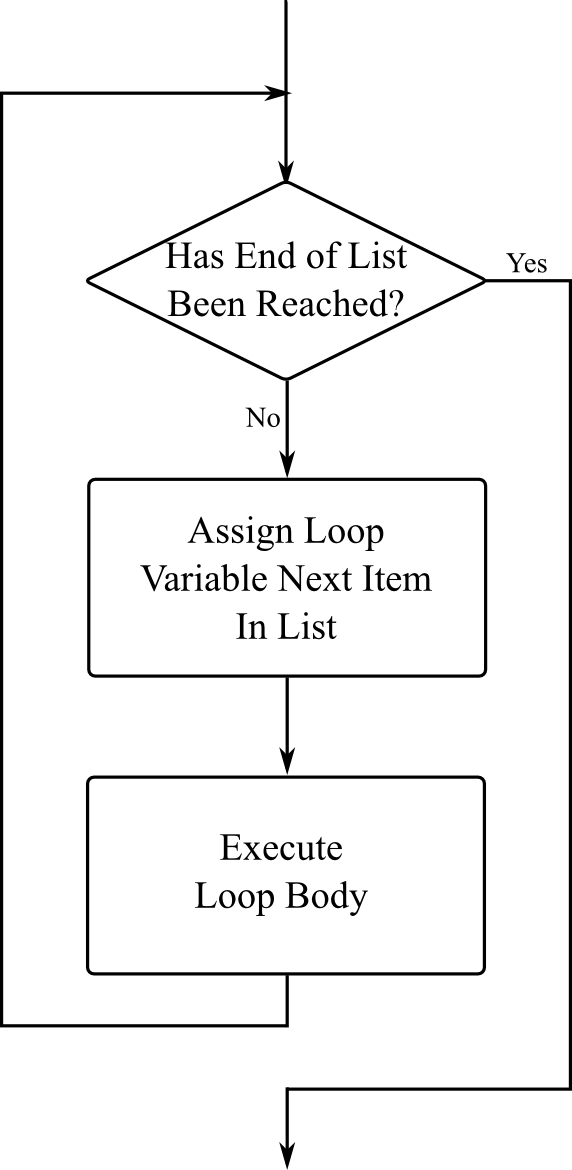 Has End of List
Been Reached?
Yes
No
Assign Loop
Variable Next Item
In List
Execute
Loop Body